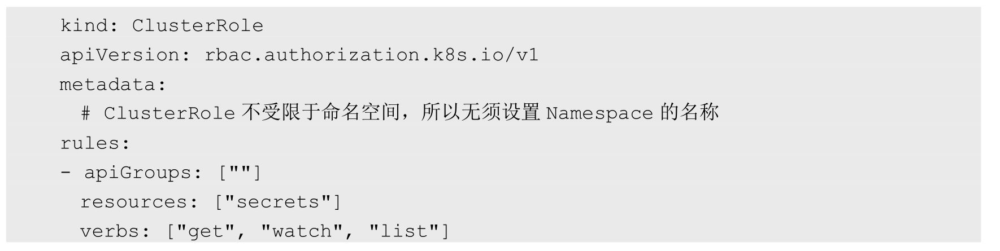 kind: ClusterRole
apiVersion: rbac.authorization.k8s.io/v1
metadata:
  # ClusterRole 不受限于命名空间，所以无须设置 Namespace 的名称
rules:
- apiGroups: [""]
  resources: ["secrets"]
  verbs: ["get", "watch", "list"]